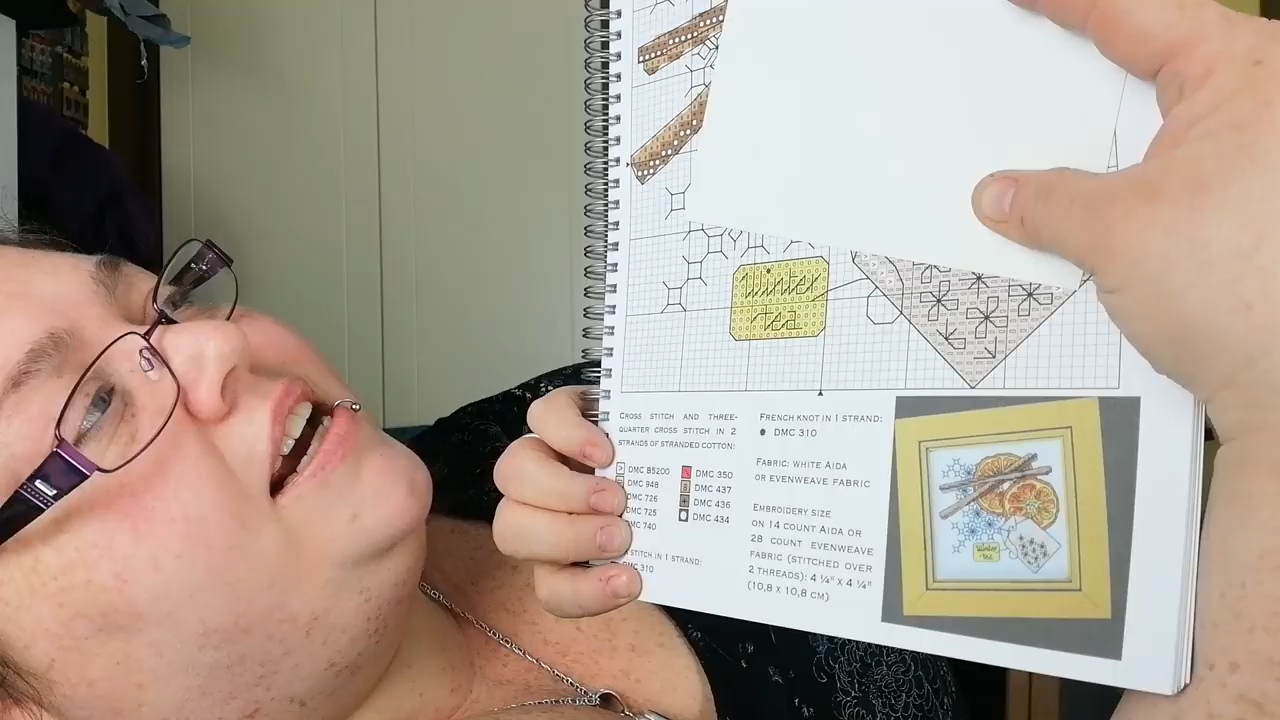 Winter
tea
CROSS STITCH AND THREE-
QUARTER CROSS STITCH IN 2
STRANDS OF STRANDED COTTON:
DMC B5200
DMC 948
DMC 726
DMC 725
DMC 740
DMC 350
DMC 437
DMC 436
DMC 434
STITCH IN 1 STRAND:
DMC 310
FRENCH KNOT IN 1 STRAND:
DMC 310
FABRIC: WHITE AIDA
OR EVENWEAVE FABRIC
EMBROIDERY SIZE
ON 14 COUNT AIDA OR
28 COUNT EVENWEAVE
FABRIC (STITCHED OVER
2 THREADS): 4 ¼" X 4 ¼"
(10,8 X 10,8 CM)
Winter
tea